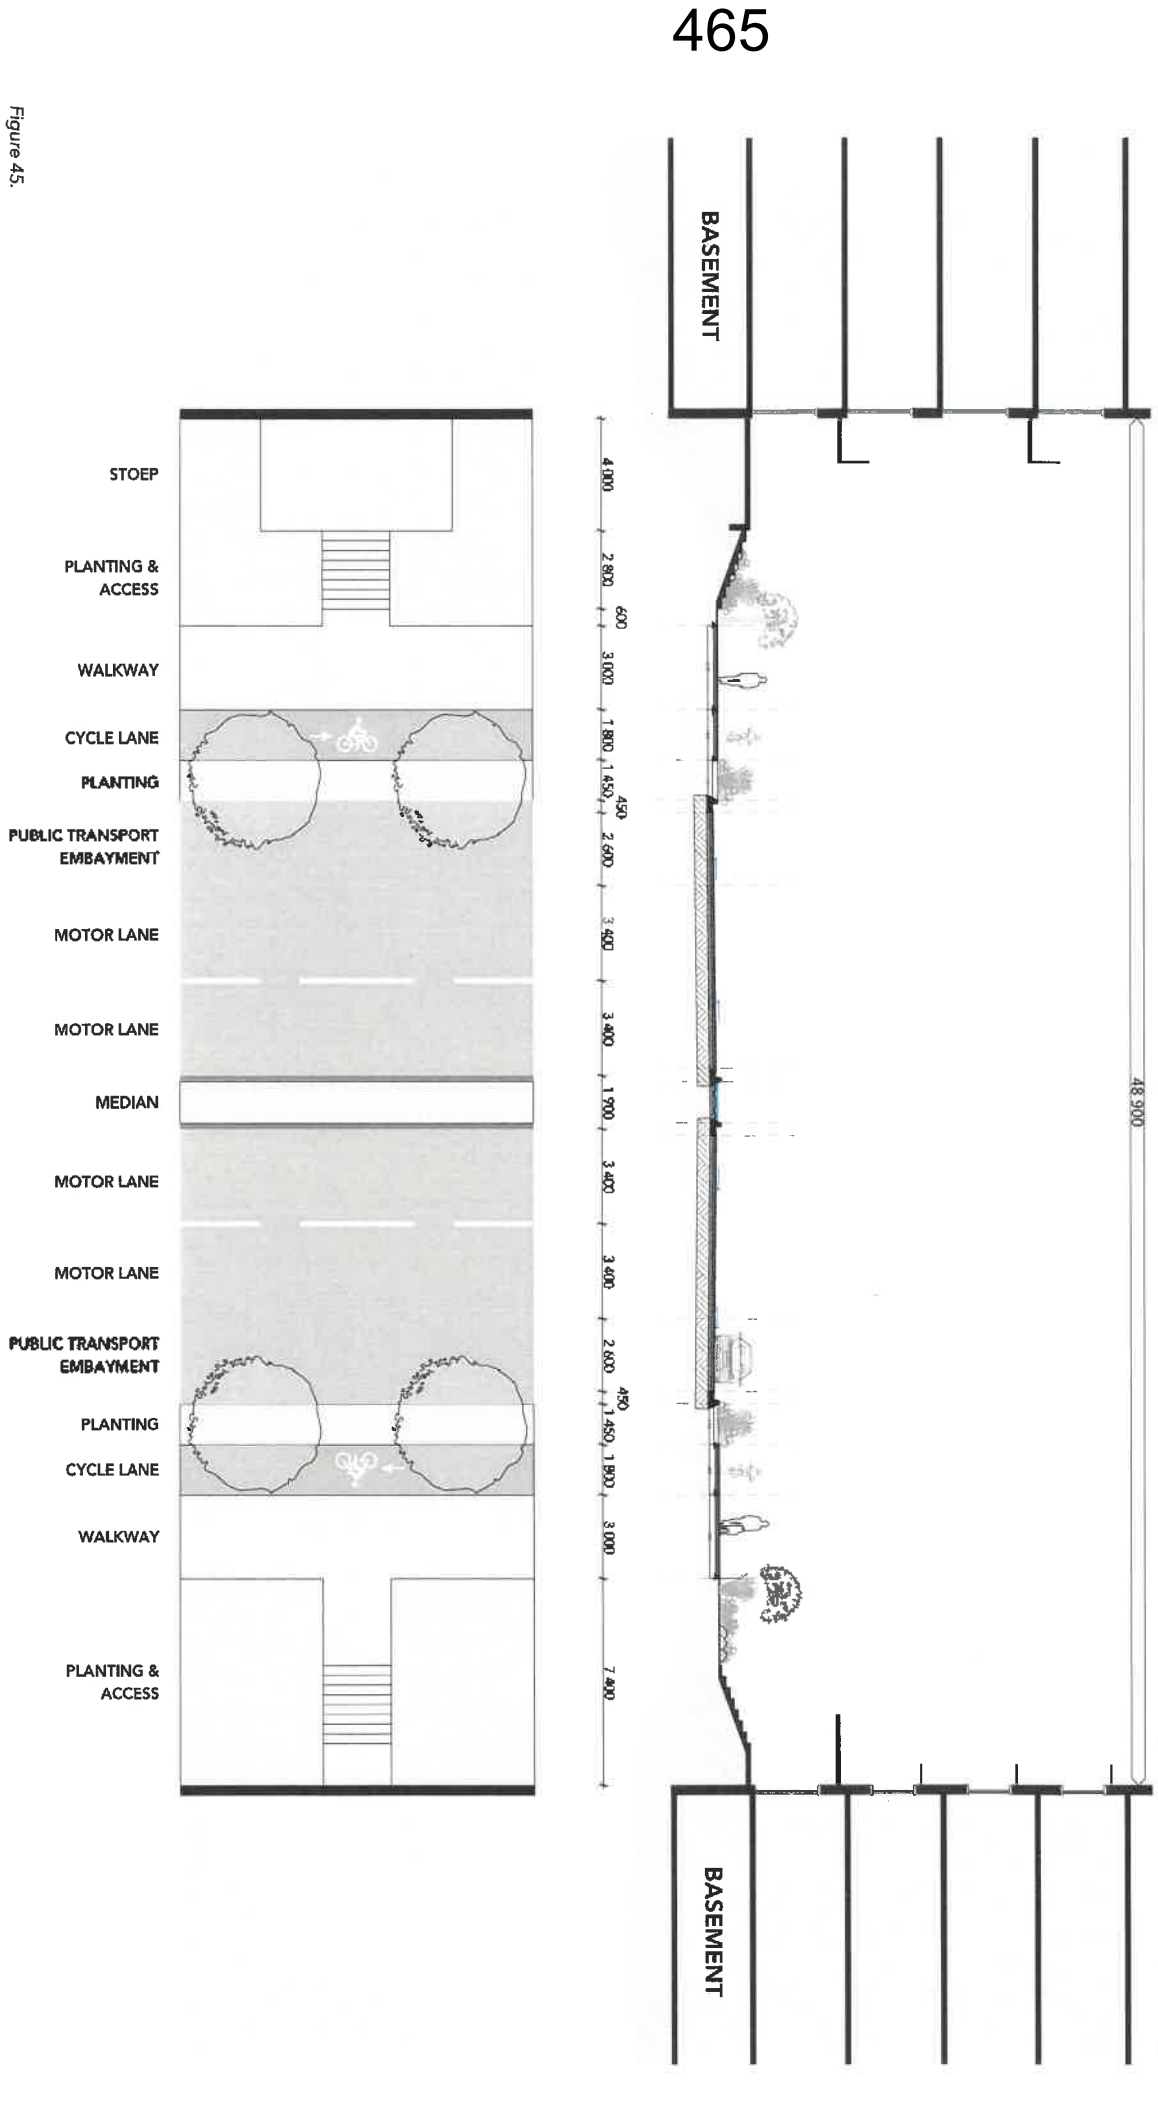 465
Figure 45.
BASEMENT
STOEP
PLANTING &
ACCESS
WALKWAY
CYCLE LANE
PLANTING
PUBLIC TRANSPORT
EMBAYMENT
MOTOR LANE
MOTOR LANE
MEDIAN
MOTOR LANE
MOTOR LANE
PUBLIC TRANSPORT
EMBAYMENT
PLANTING
CYCLE LANE
WALKWAY
PLANTING &
ACCESS
4 000
2 800
600
3 000
1 800
1 450
450
2 600
3 400
3 400
1 900
3 400
3 400
2 600
450
1 450
1 800
3 000
7 400
48 900
BASEMENT